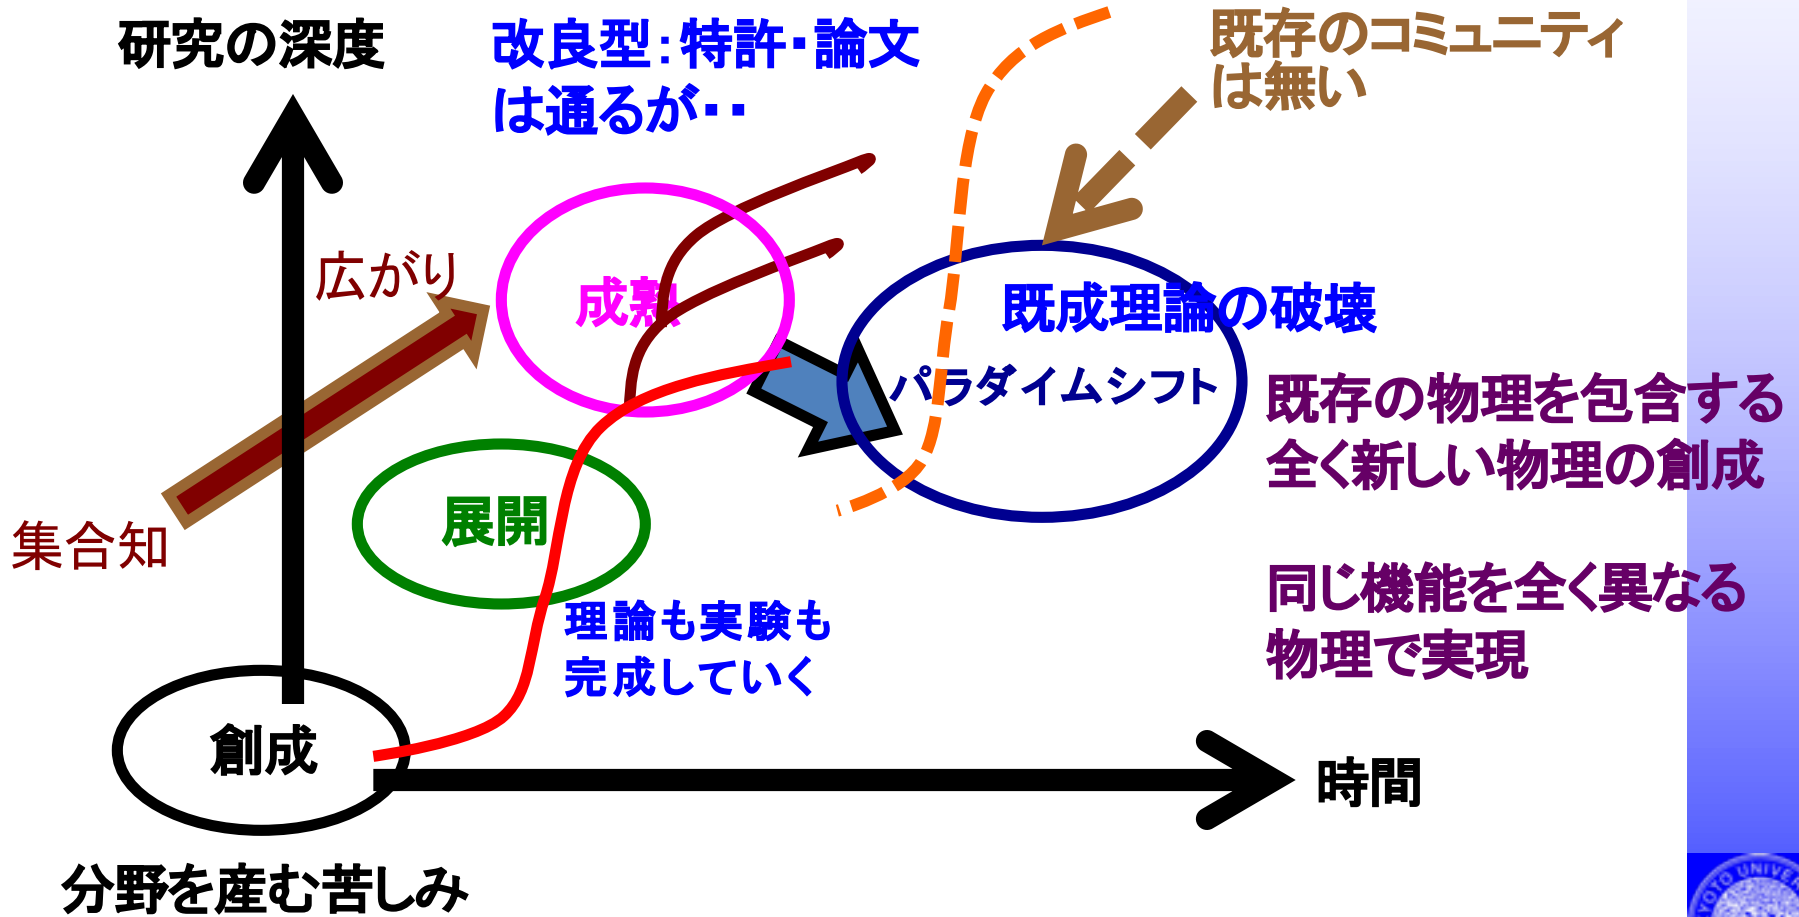 研究の深度
改良型：特許・論文
は通るが・・
既存のコミュニティ
は無い
広がり
成熟
既成理論の破壊
パラダイムシフト
既存の物理を包含する
全く新しい物理の創成
集合知
展開
同じ機能を全く異なる
物理で実現
理論も実験も
完成していく
創成
時間
分野を産む苦しみ
KYOTO UNIVER